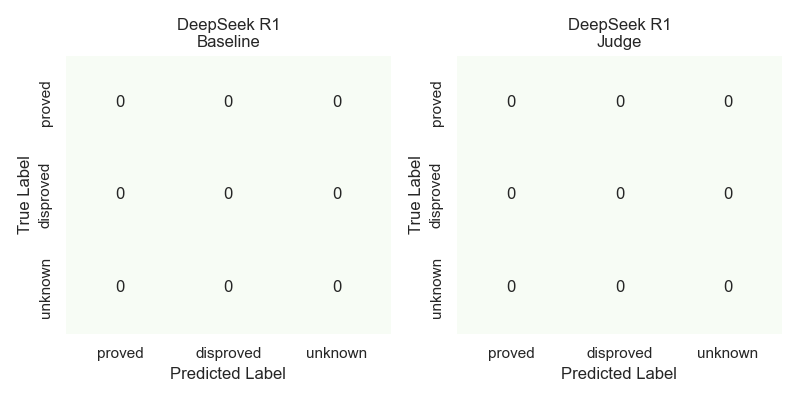 DeepSeek R1
Baseline
True Label
proved
0 0 0
disproved
0 0 0
unknown
0 0 0
proved disproved unknown
Predicted Label
DeepSeek R1
Judge
True Label
proved
0 0 0
disproved
0 0 0
unknown
0 0 0
proved disproved unknown
Predicted Label